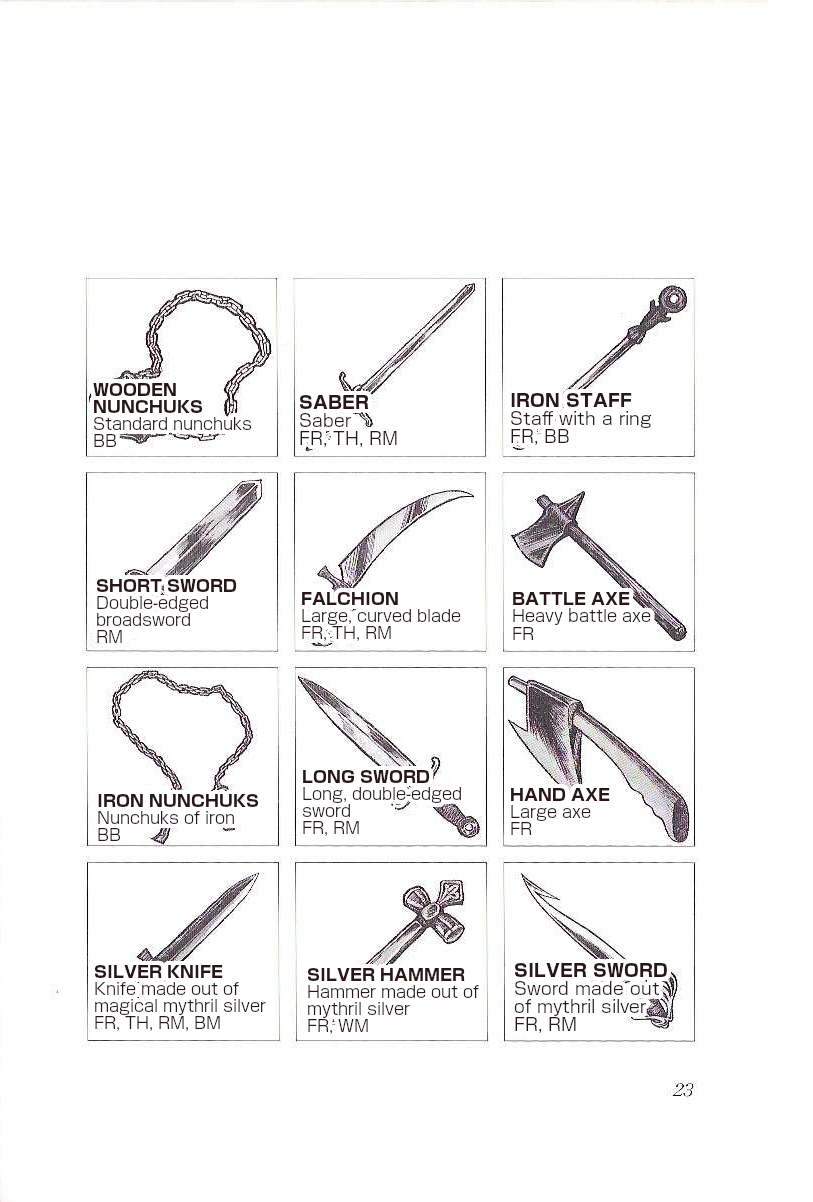 WOODEN
NUNCHUKS
Standard nunchuks
BB
SABER
Saber
FR, TH, RM
IRON STAFF
Staff with a ring
FR, BB
SHORT SWORD
Double-edged
broadsword
RM
FALCHION
Large, curved blade
FR, TH, RM
BATTLE AXE
Heavy battle axe
FR
IRON NUNCHUKS
Nunchuks of iron
BB
LONG SWORD
Long, double-edged
sword
FR, RM
HAND AXE
Large axe
FR
SILVER KNIFE
Knife made out of
magical mythril silver
FR, TH, RM, BM
SILVER HAMMER
Hammer made out of
mythril silver
FR, WM
SILVER SWORD
Sword made out
of mythril silver
FR, RM
23